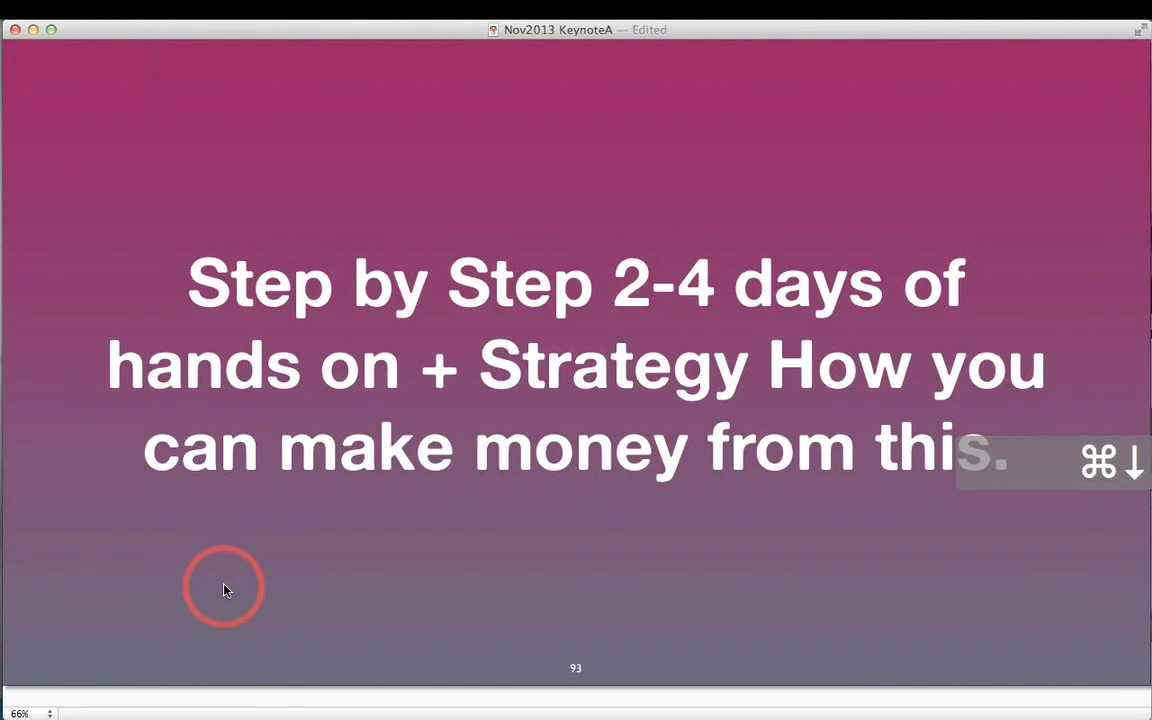 Nov2013 KeynoteA — Edited
Step by Step 2-4 days of
hands on + Strategy How you
can make money from this.
⌘↓
93
66%